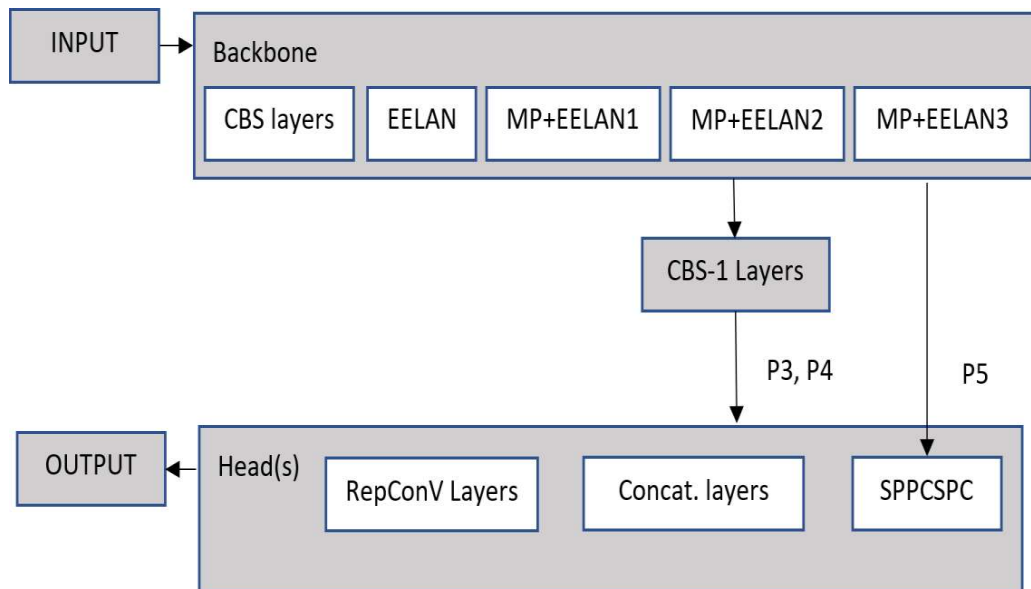 INPUT
Backbone
CBS layers
EELAN
MP+EELAN1
MP+EELAN2
MP+EELAN3
CBS-1 Layers
P3, P4
P5
OUTPUT
Head(s)
RepConV Layers
Concat. layers
SPPCSPC